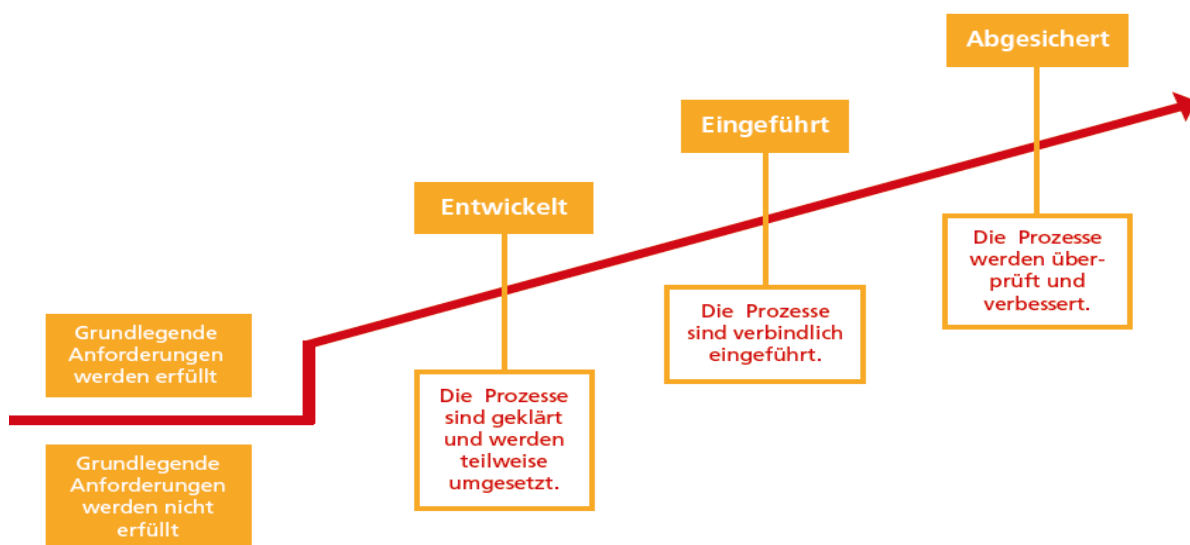 Abgesichert
Eingeführt
Entwickelt
Die Prozesse
werden über-
prüft und
verbessert.
Die Prozesse
sind verbindlich
eingeführt.
Grundlegende
Anforderungen
werden erfüllt
Die Prozesse
sind geklärt
und werden
teilweise
umgesetzt.
Grundlegende
Anforderungen
werden nicht
erfüllt